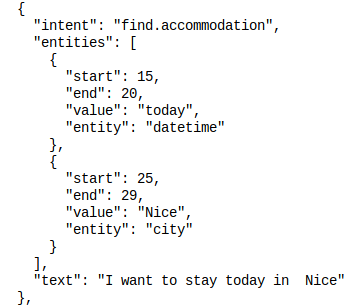 {
  "intent": "find.accommodation",
  "entities": [
    {
      "start": 15,
      "end": 20,
      "value": "today",
      "entity": "datetime"
    },
    {
      "start": 25,
      "end": 29,
      "value": "Nice",
      "entity": "city"
    }
  ],
  "text": "I want to stay today in  Nice"
},